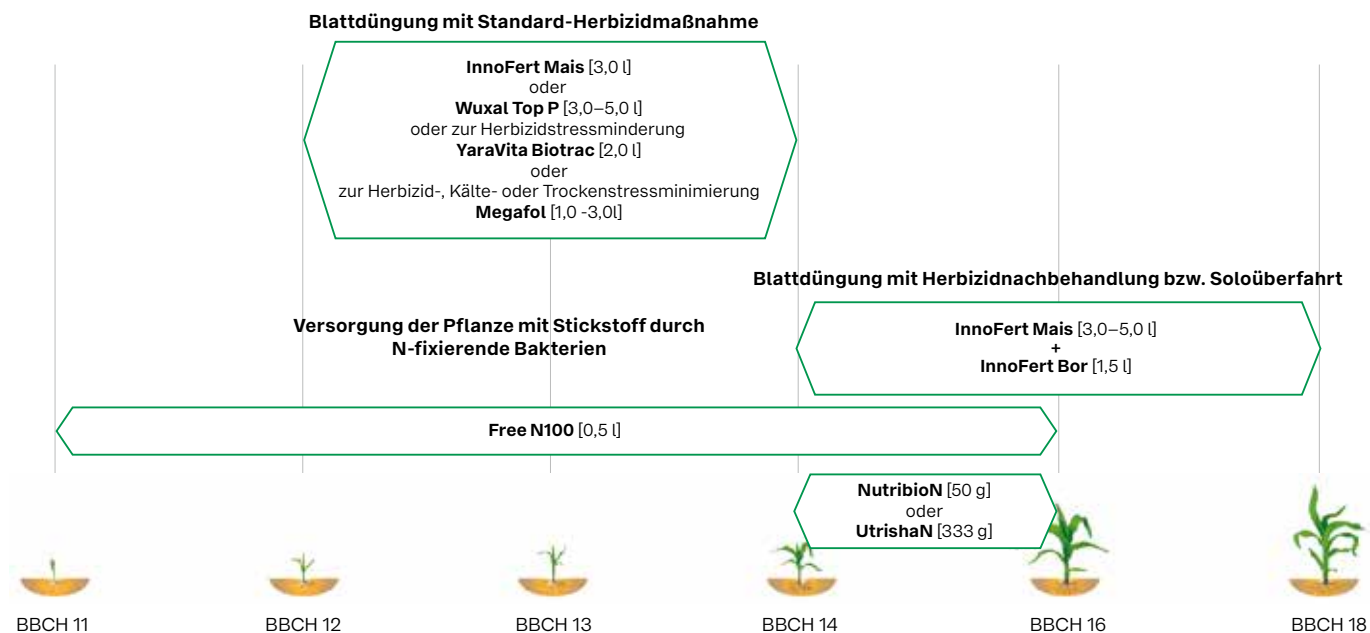 Blattdüngung mit Standard-Herbizidmaßnahme
InnoFert Mais [3,0 l]
oder
Wuxal Top P [3,0–5,0 l]
oder zur Herbizidstressminderung
YaraVita Biotrac [2,0 l]
oder
zur Herbizid-, Kälte- oder Trockenstressminimierung
Megafol [1,0 -3,0l]
Blattdüngung mit Herbizidnachbehandlung bzw. Soloüberfahrt
InnoFert Mais [3,0–5,0 l]
+
InnoFert Bor [1,5 l]
Versorgung der Pflanze mit Stickstoff durch
N-fixierende Bakterien
Free N100 [0,5 l]
NutribioN [50 g]
oder
UtrishaN [333 g]
BBCH 11
BBCH 12
BBCH 13
BBCH 14
BBCH 16
BBCH 18